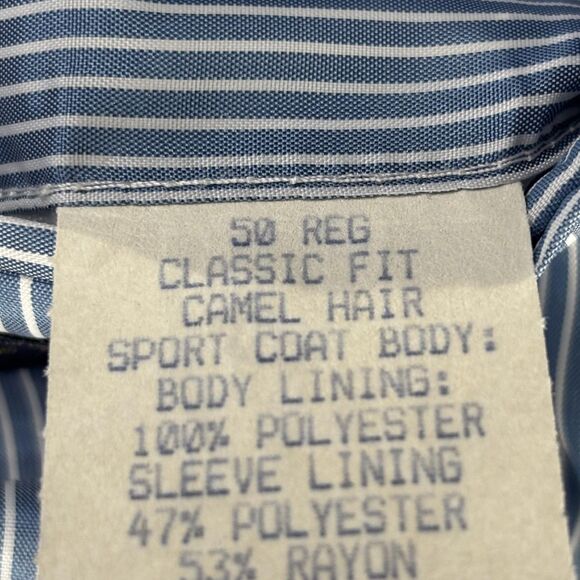 50 REG
CLASSIC FIT
CAMEL HAIR
SPORT COAT BODY:
BODY LINING:
100% POLYESTER
SLEEVE LINING
47% POLYESTER
53% RAYON